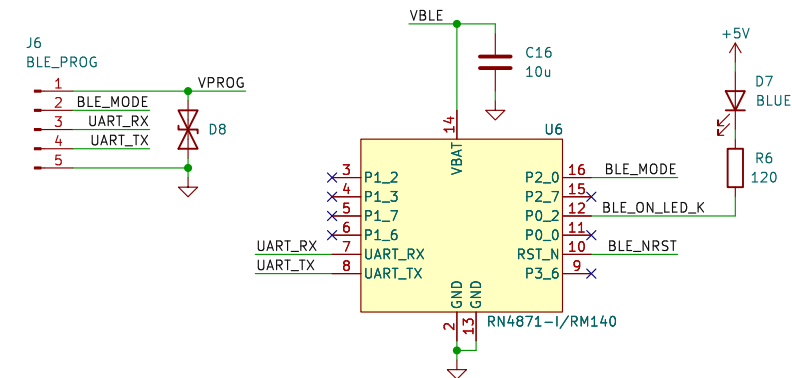 VBLE
+5V
J6
BLE_PROG
C16
10u
1
VPROG
2
BLE_MODE
3
UART_RX
4
UART_TX
5
D8
D7
BLUE
14
U6
VBAT
3 P1_2
P2_0 16
BLE_MODE
4 P1_3
P2_7 15
5 P1_7
P0_2 12
BLE_ON_LED_K
6 P1_6
P0_0 11
UART_RX
7 UART_RX
RST_N 10
BLE_NRST
UART_TX
8 UART_TX
P3_6 9
R6
120
GND
GND
2
13
RN4871-I/RM140